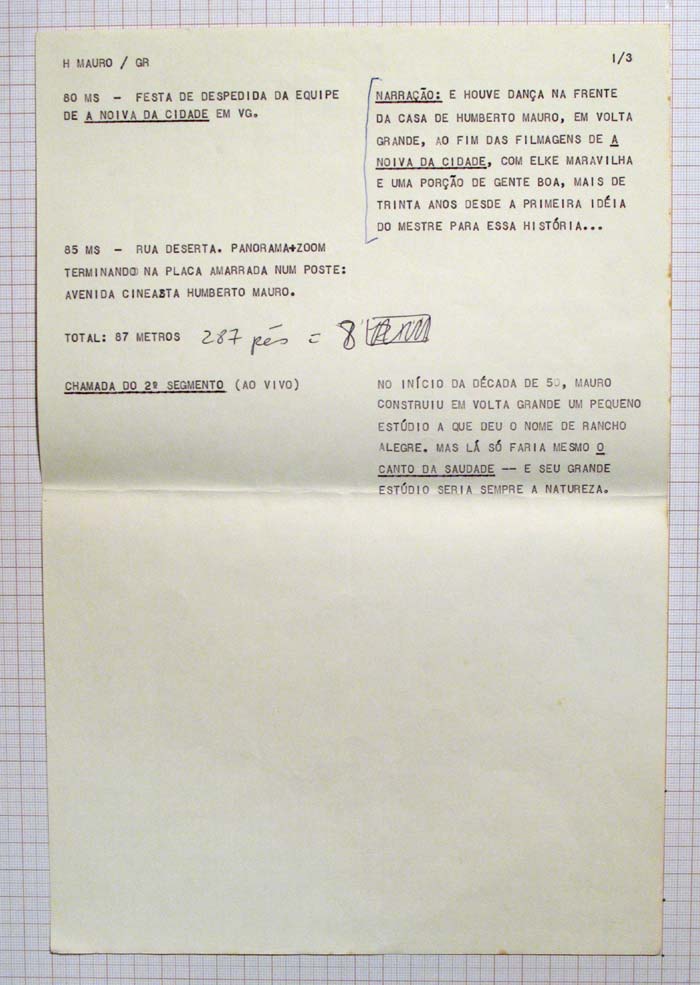 H MAURO / GR
1/3
80 MS - FESTA DE DESPEDIDA DA EQUIPE
DE A NOIVA DA CIDADE EM VG.
NARRAÇÃO: E HOUVE DANÇA NA FRENTE
DA CASA DE HUMBERTO MAURO, EM VOLTA
GRANDE, AO FIM DAS FILMAGENS DE A
NOIVA DA CIDADE, COM ELKE MARAVILHA
E UMA PORÇÃO DE GENTE BOA, MAIS DE
TRINTA ANOS DESDE A PRIMEIRA IDÉIA
DO MESTRE PARA ESSA HISTÓRIA...
85 MS - RUA DESERTA. PANORAMA+ZOOM
TERMINANDO NA PLACA AMARRADA NUM POSTE:
AVENIDA CINEASTA HUMBERTO MAURO.
TOTAL: 87 METROS 287 pés = 8'
CHAMADA DO 2º SEGMENTO (AO VIVO)
NO INÍCIO DA DÉCADA DE 50, MAURO
CONSTRUIU EM VOLTA GRANDE UM PEQUENO
ESTÚDIO A QUE DEU O NOME DE RANCHO
ALEGRE. MAS LÁ SÓ FARIA MESMO O
CANTO DA SAUDADE -- E SEU GRANDE
ESTÚDIO SERIA SEMPRE A NATUREZA.